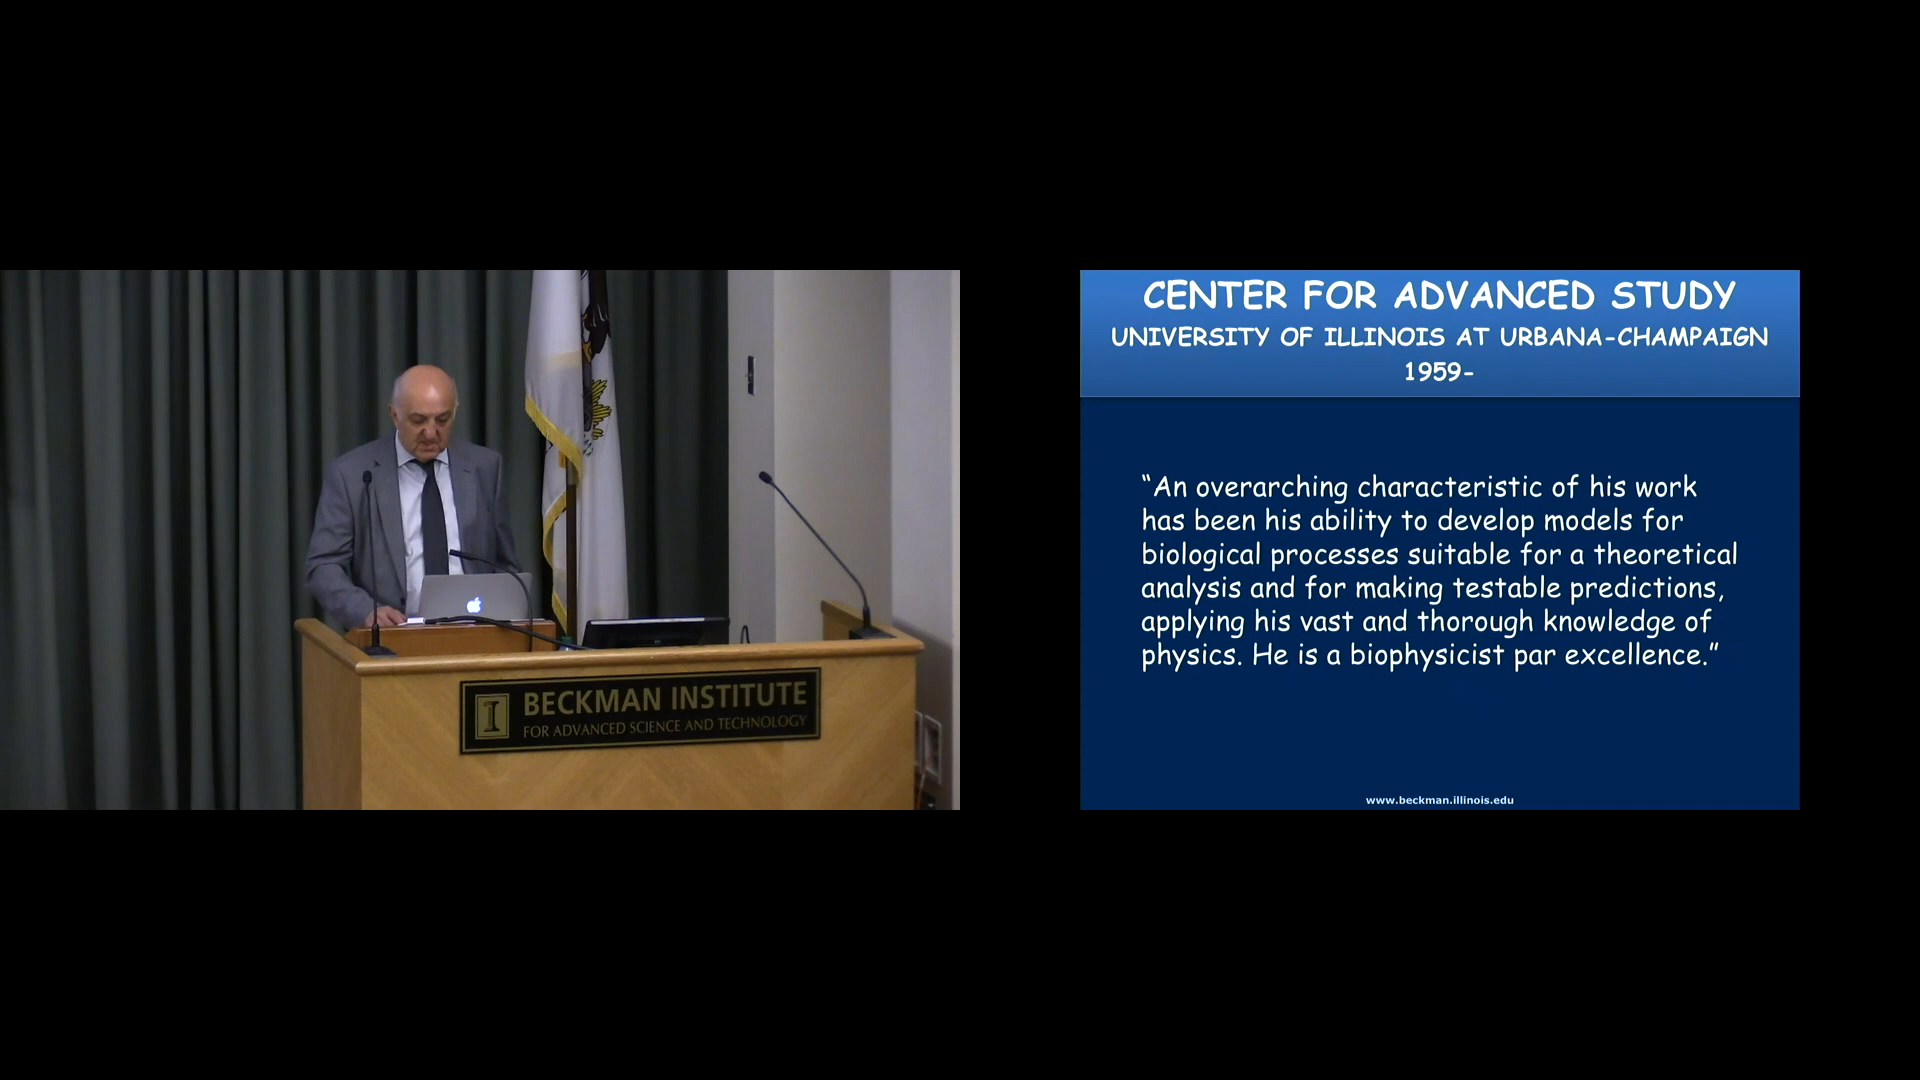 BECKMAN INSTITUTE
FOR ADVANCED SCIENCE AND TECHNOLOGY
CENTER FOR ADVANCED STUDY
UNIVERSITY OF ILLINOIS AT URBANA-CHAMPAIGN
1959-
“An overarching characteristic of his work
has been his ability to develop models for
biological processes suitable for a theoretical
analysis and for making testable predictions,
applying his vast and thorough knowledge of
physics. He is a biophysicist par excellence.”
www.beckman.illinois.edu